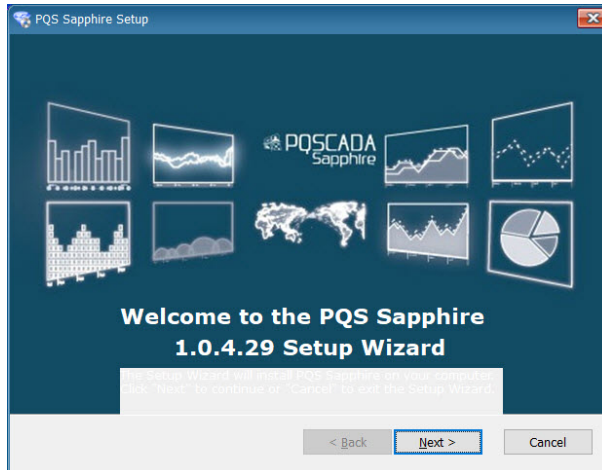 PQS Sapphire Setup
PQSCADA
Sapphire
Welcome to the PQS Sapphire
1.0.4.29 Setup Wizard
The Setup Wizard will install PQS Sapphire on your computer.
Click "Next" to continue or "Cancel" to exit the Setup Wizard.
< Back
Next >
Cancel